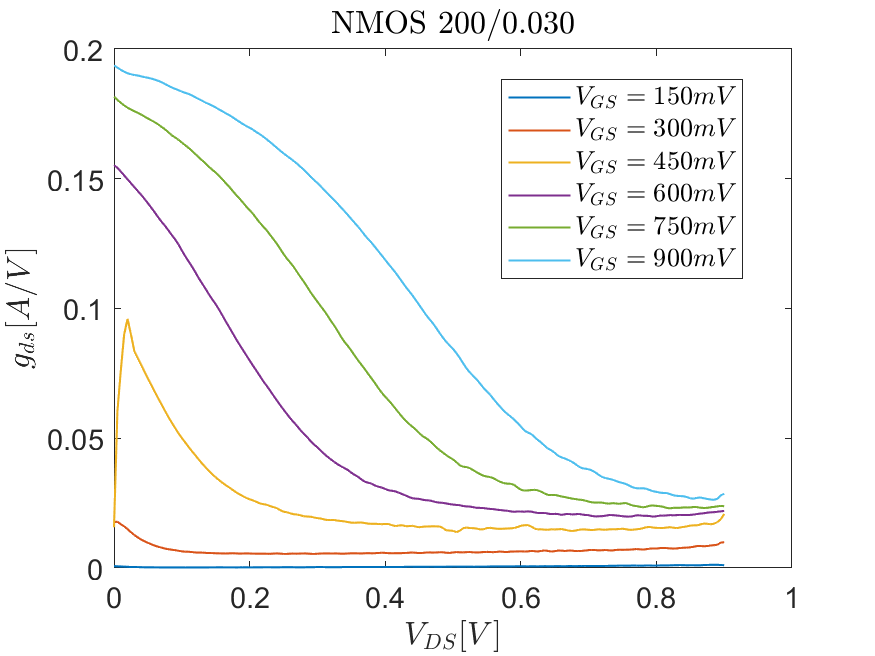 NMOS 200/0.030
0.2
0.15
0.1
0.05
0
g_{ds}[A/V]
V_{GS} = 150mV
V_{GS} = 300mV
V_{GS} = 450mV
V_{GS} = 600mV
V_{GS} = 750mV
V_{GS} = 900mV
0 0.2 0.4 0.6 0.8 1
V_{DS}[V]